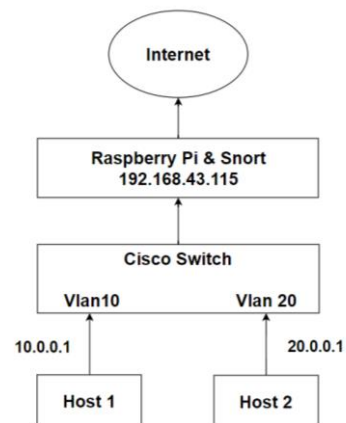 Internet
Raspberry Pi & Snort
192.168.43.115
Cisco Switch
Vlan10
Vlan 20
10.0.0.1
20.0.0.1
Host 1
Host 2